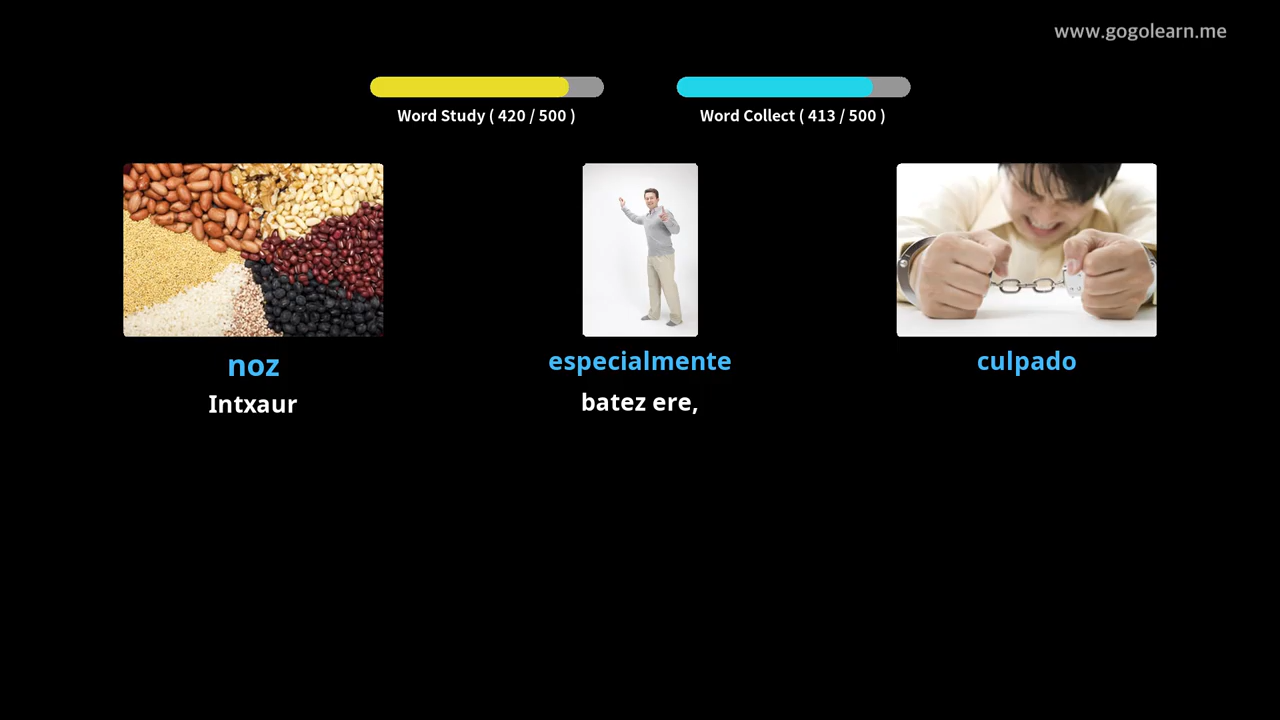 www.gogolearn.me
Word Study ( 420 / 500 )
Word Collect ( 413 / 500 )
noz
Intxaur
especialmente
batez ere,
culpado